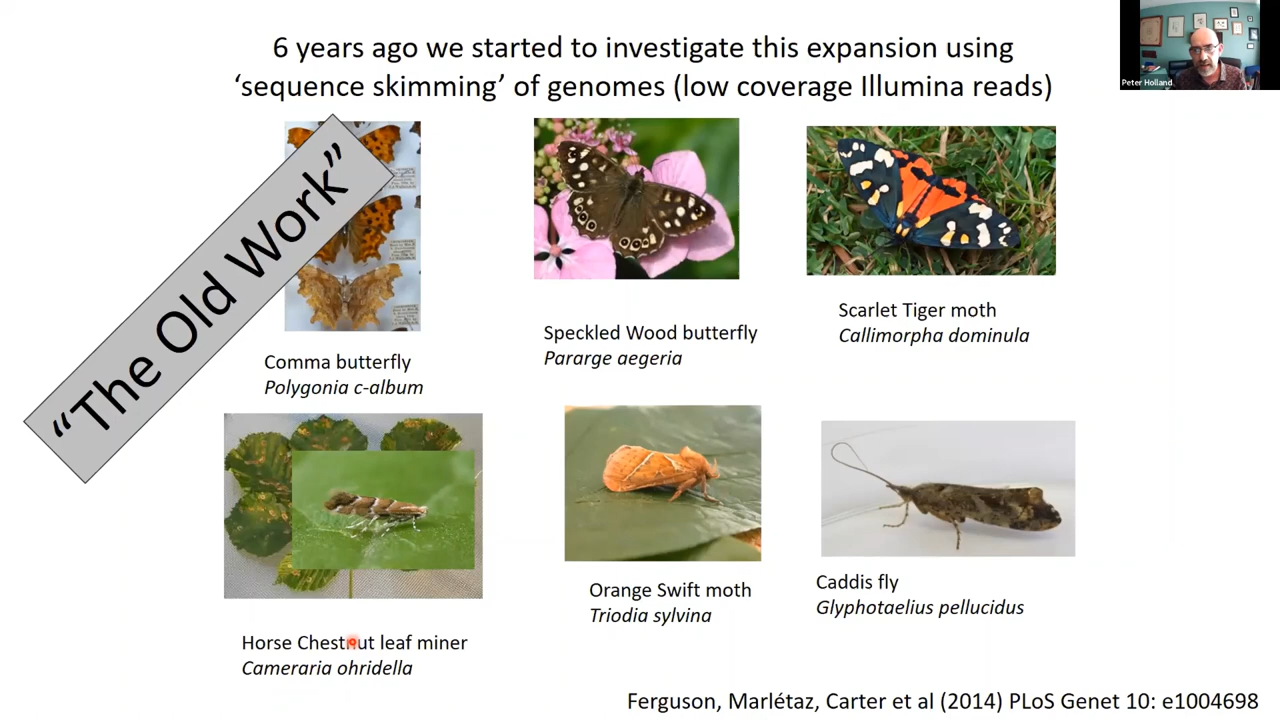 6 years ago we started to investigate this expansion using
‘sequence skimming’ of genomes (low coverage Illumina reads)
Peter Holland
“The Old Work”
Comma butterfly
Polygonia c-album
Speckled Wood butterfly
Pararge aegeria
Scarlet Tiger moth
Callimorpha dominula
Horse Chestnut leaf miner
Cameraria ohridella
Orange Swift moth
Triodia sylvina
Caddis fly
Glyphotaelius pellucidus
Ferguson, Marlétaz, Carter et al (2014) PLoS Genet 10: e1004698